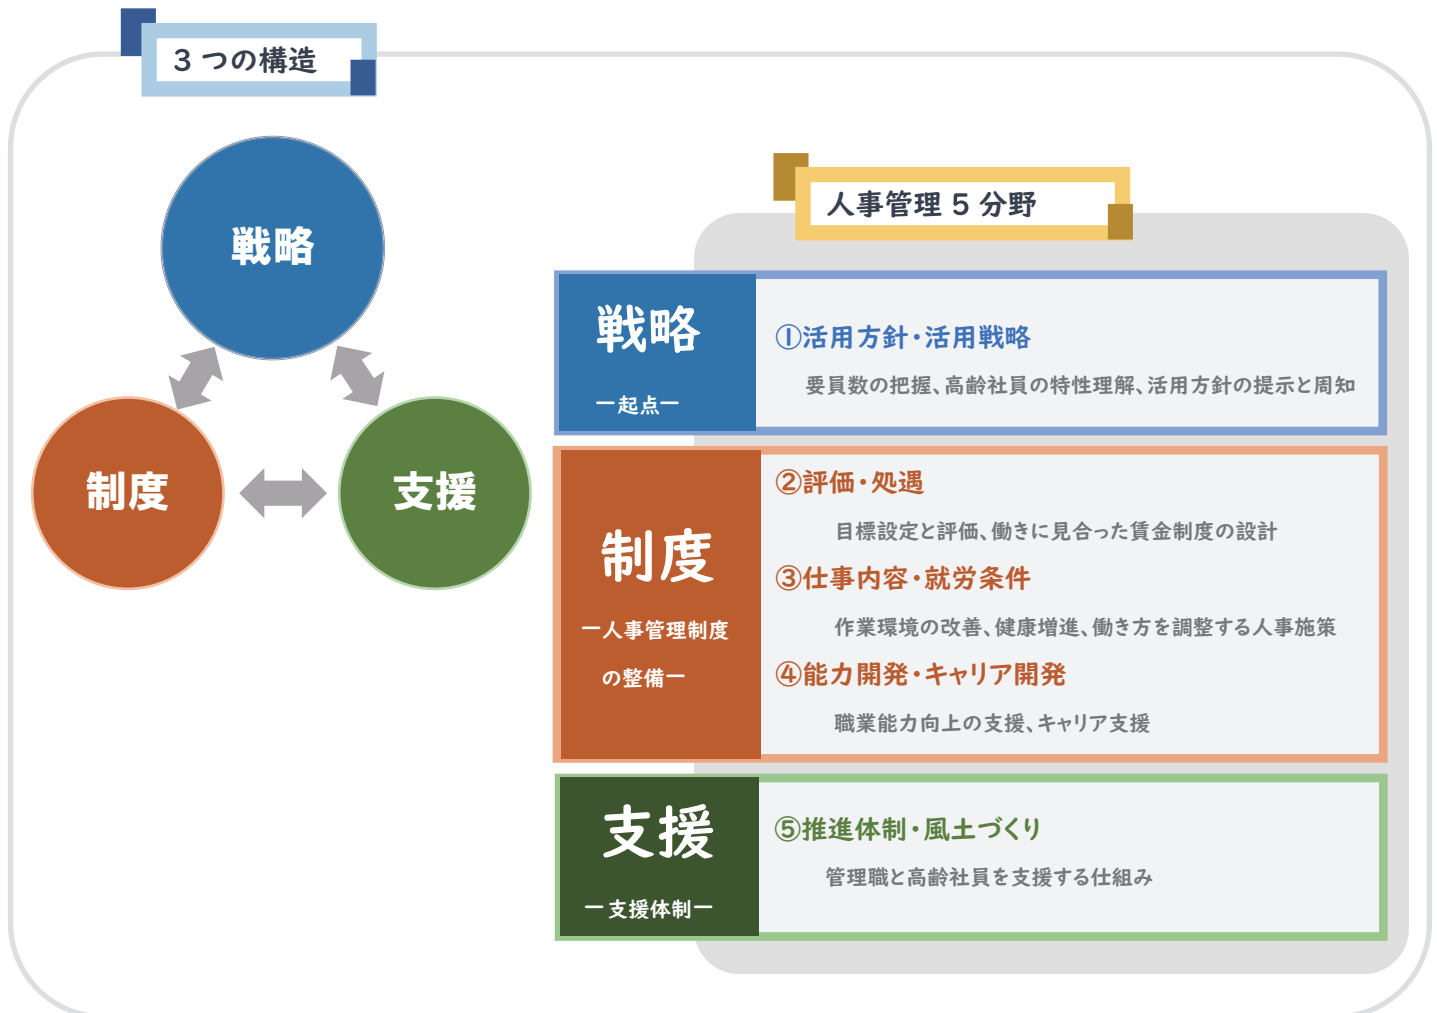 3 つの構造
戦略
制度
支援
人事管理 5 分野
戦略
ー起点ー
①活用方針・活用戦略
要員数の把握、高齢社員の特性理解、活用方針の提示と周知
制度
ー人事管理制度
の整備ー
②評価・処遇
目標設定と評価、働きに見合った賃金制度の設計
③仕事内容・就労条件
作業環境の改善、健康増進、働き方を調整する人事施策
④能力開発・キャリア開発
職業能力向上の支援、キャリア支援
支援
ー支援体制ー
⑤推進体制・風土づくり
管理職と高齢社員を支援する仕組み